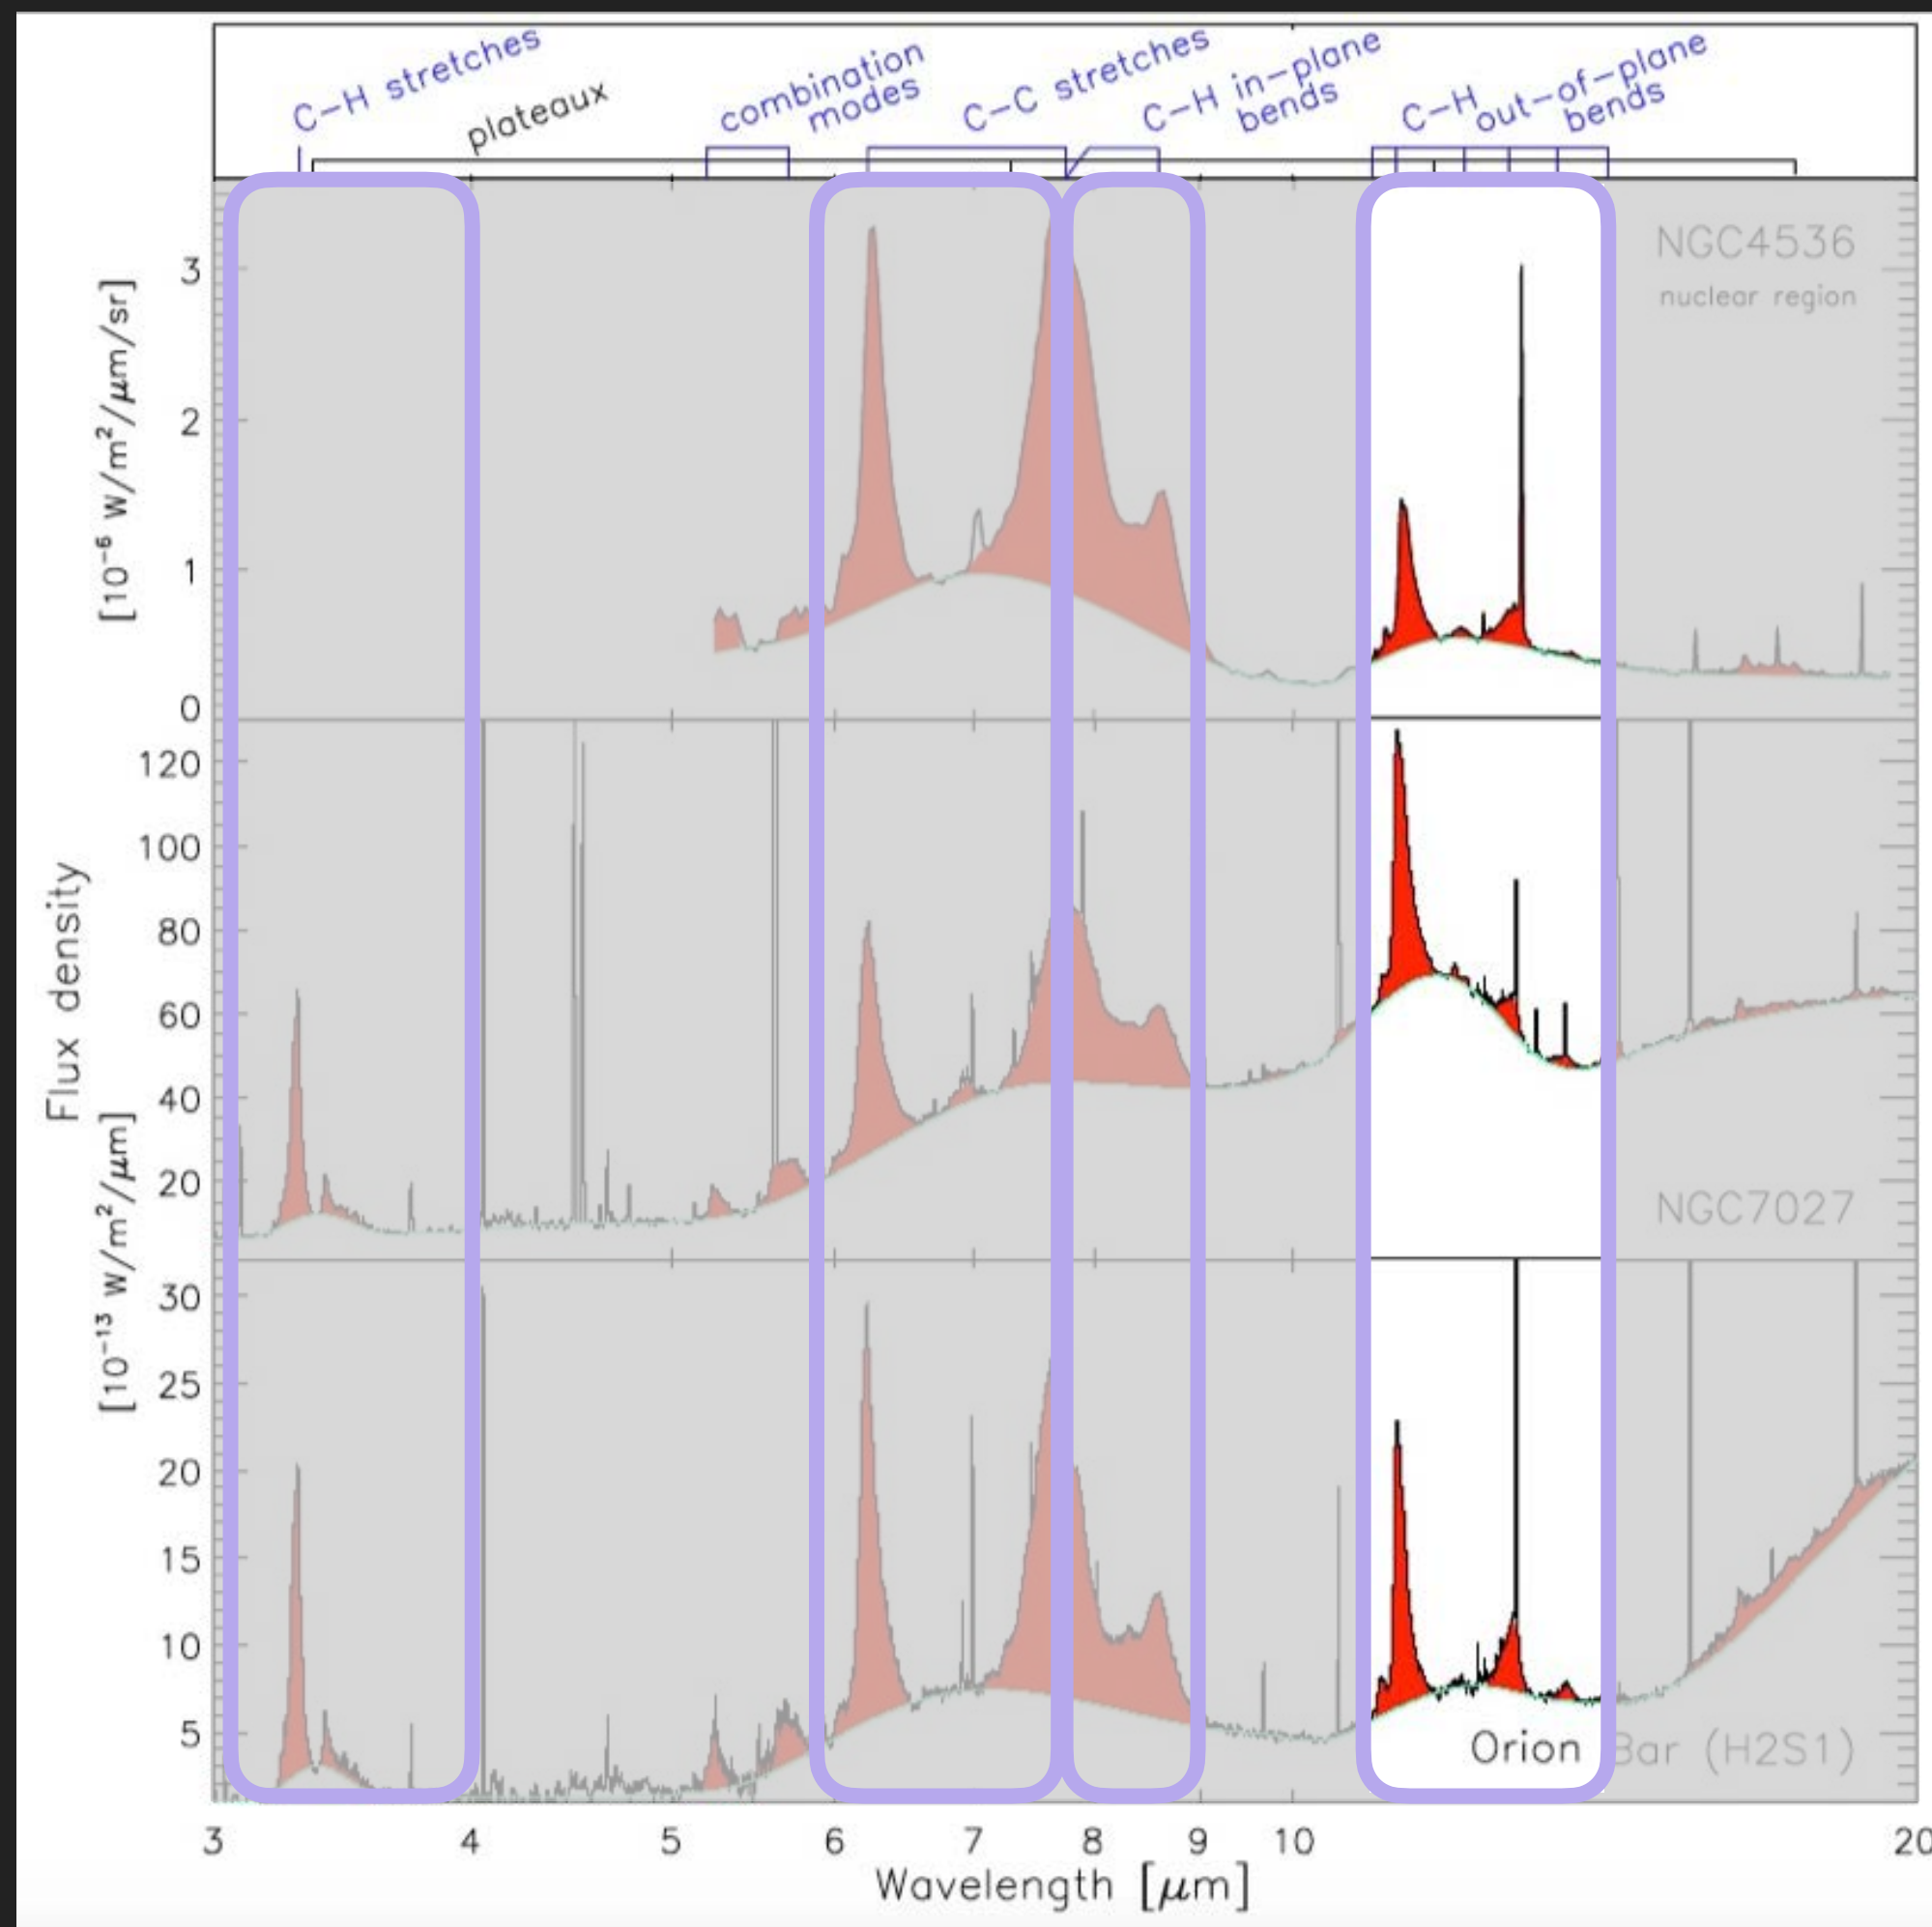 C-H stretches
plateaux
combination
modes
C-C stretches
C-H in-plane
bends
C-H out-of-plane
bends
NGC4536
nuclear region
[10⁻⁶ W/m²/μm/sr]
3
2
1
0
120
100
80
60
40
20
NGC7027
Flux density
[10⁻¹³ W/m²/μm]
30
25
20
15
10
5
Orion Bar (H2S1)
3 4 5 6 7 8 9 10 20
Wavelength [μm]